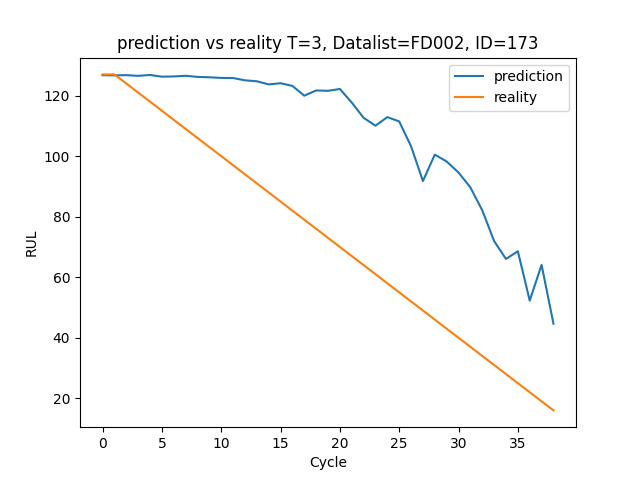 prediction vs reality T=3, Datalist=FD002, ID=173
prediction
reality
120
100
80
60
40
20
RUL
0 5 10 15 20 25 30 35
Cycle